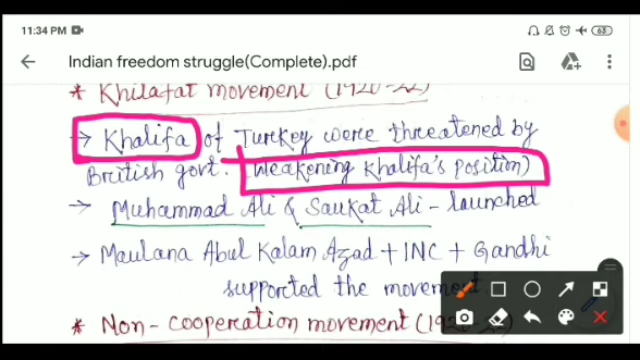 11:34 PM 63
Indian freedom struggle(Complete).pdf
* Khilafat movement (1920-22)
→ Khalifa of Turkey were threatened by
British govt. (Weakening Khalifa's position)
→ Muhammad Ali & Saukat Ali - launched
→ Maulana Abul Kalam Azad + INC + Gandhi
supported the movement
* Non-cooperation movement (19